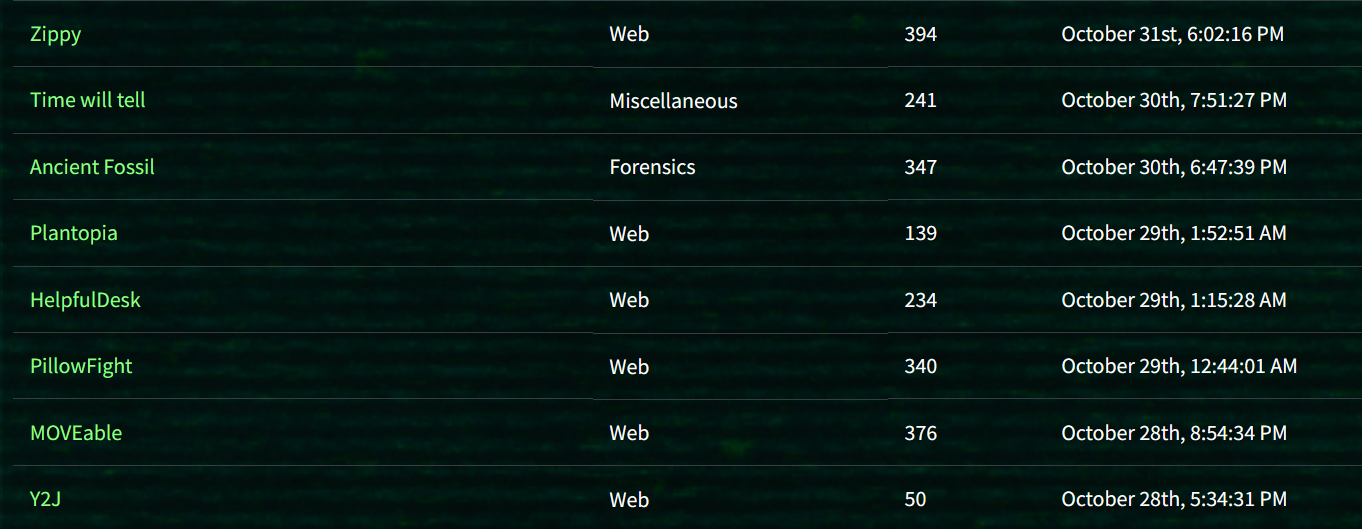 Zippy Web 394 October 31st, 6:02:16 PM
Time will tell Miscellaneous 241 October 30th, 7:51:27 PM
Ancient Fossil Forensics 347 October 30th, 6:47:39 PM
Plantopia Web 139 October 29th, 1:52:51 AM
HelpfulDesk Web 234 October 29th, 1:15:28 AM
PillowFight Web 340 October 29th, 12:44:01 AM
MOVEable Web 376 October 28th, 8:54:34 PM
Y2J Web 50 October 28th, 5:34:31 PM